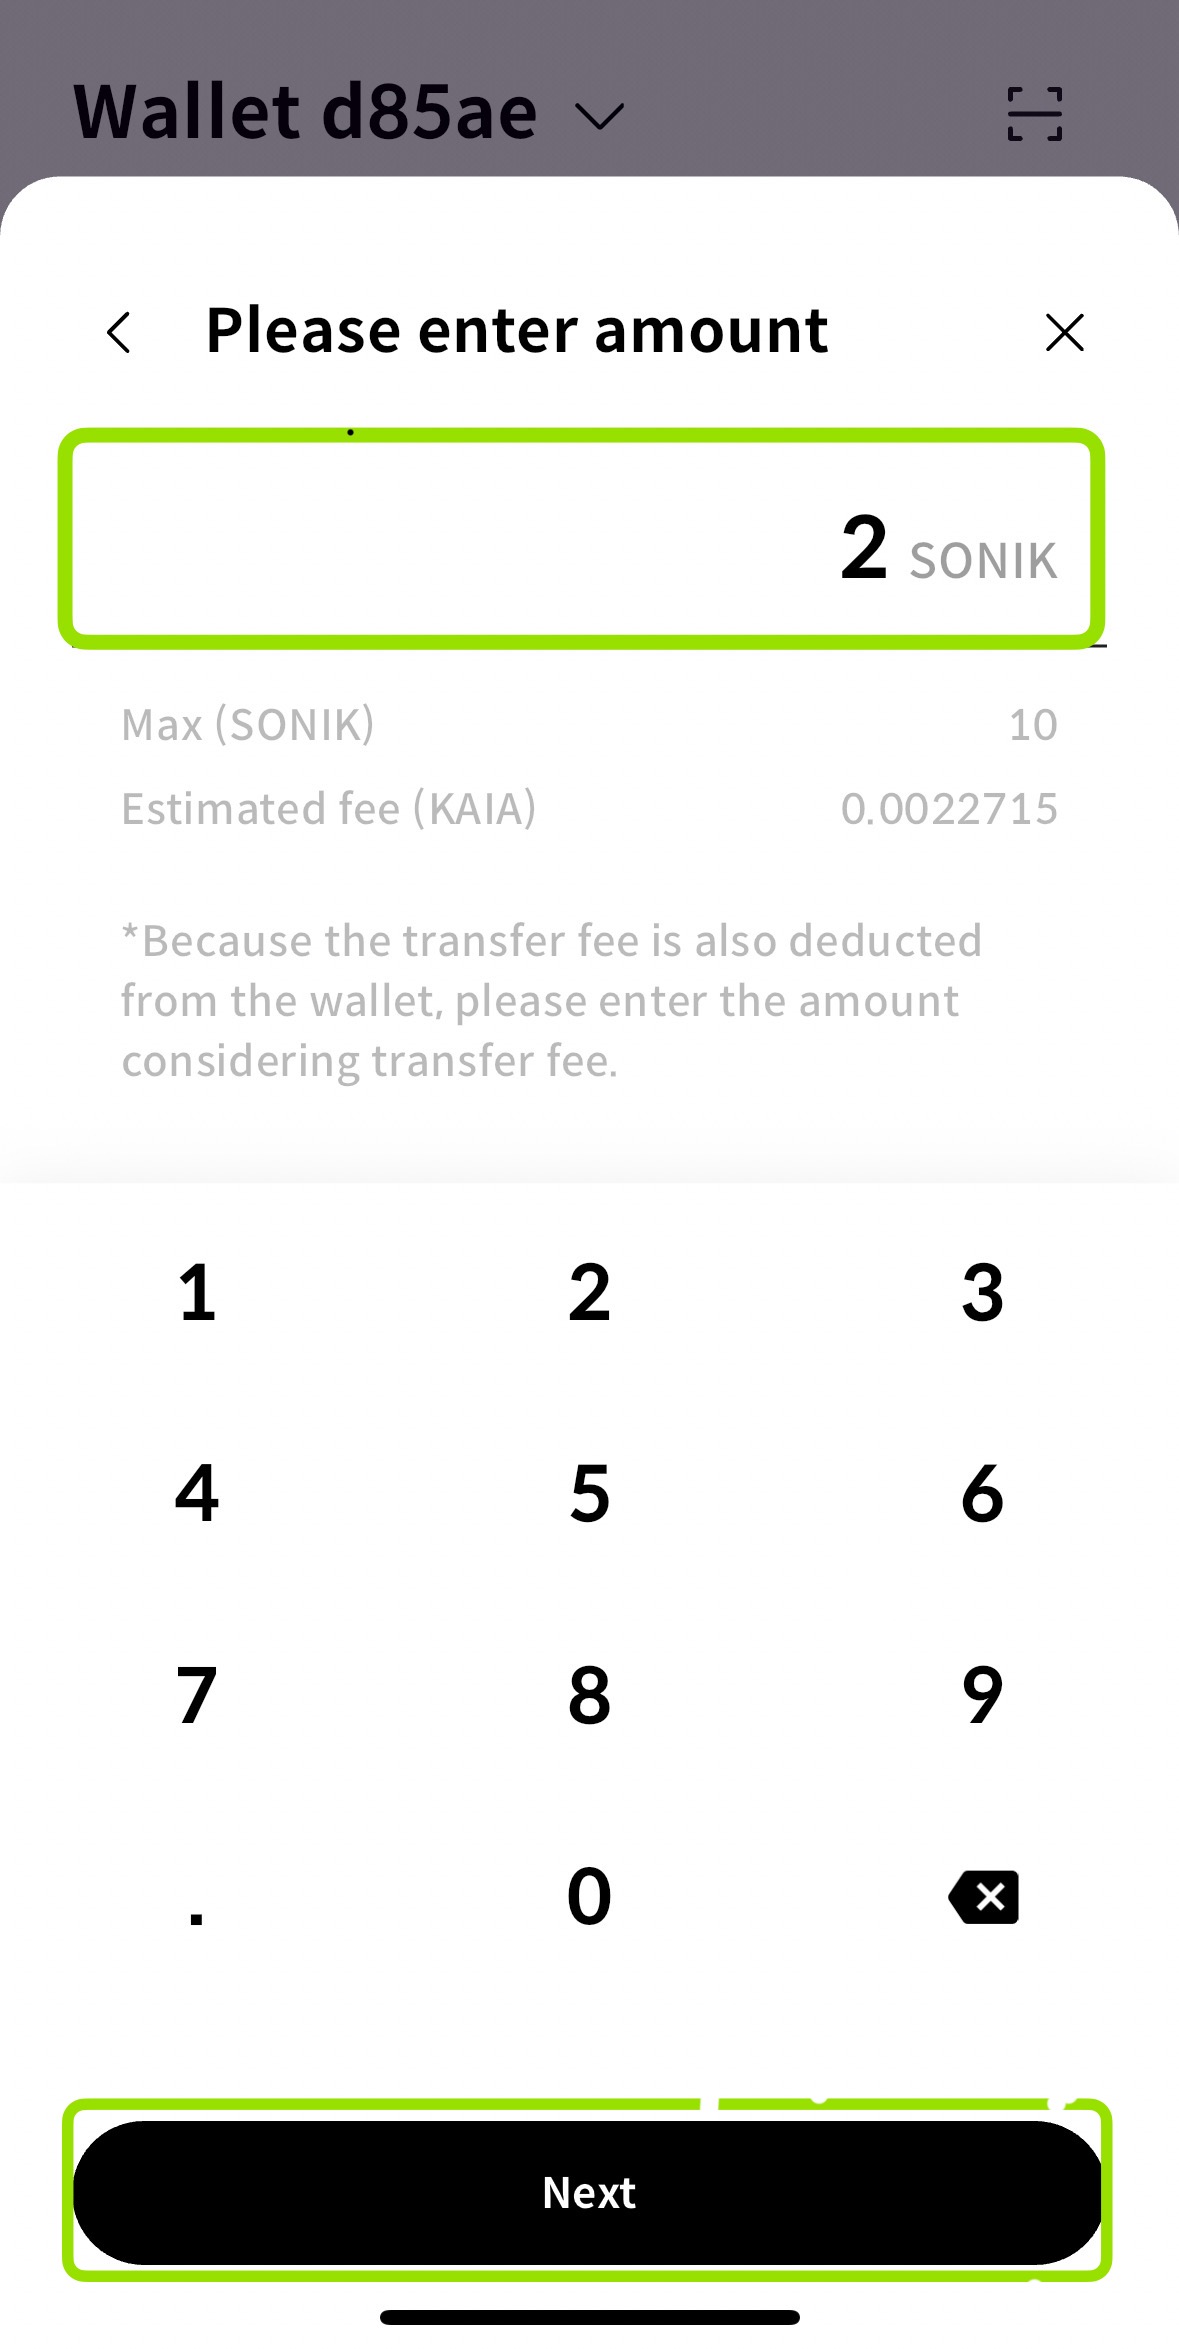 Wallet d85ae
Please enter amount
2 SONIK
Max (SONIK) 10
Estimated fee (KAIA) 0.0022715
*Because the transfer fee is also deducted
from the wallet, please enter the amount
considering transfer fee.
1 2 3
4 5 6
7 8 9
. 0
Next